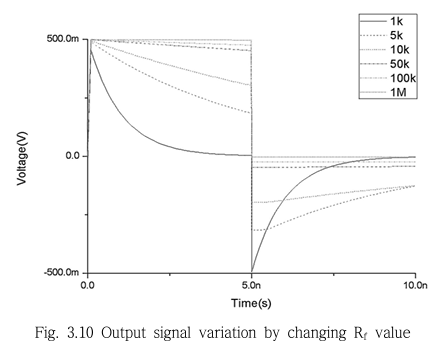 1k
5k
10k
50k
100k
1M
500.0m
0.0
-500.0m
Voltage(V)
0.0
5.0n
10.0n
Time(s)
Fig. 3.10 Output signal variation by changing Rf value